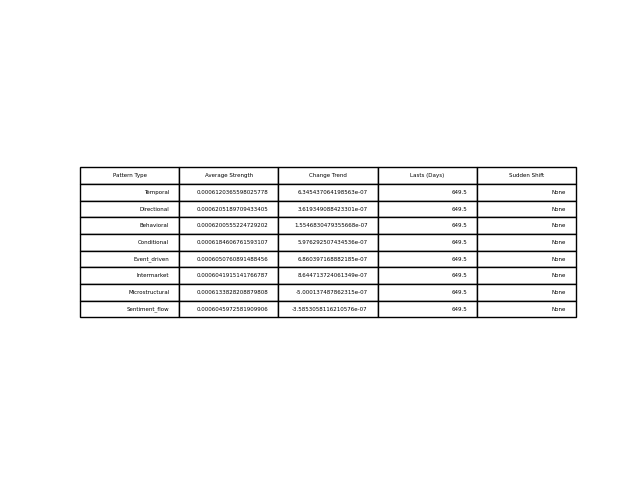 Pattern Type Average Strength Change Trend Lasts (Days) Sudden Shift
Temporal 0.0006120365598025778 6.345437064198563e-07 649.5 None
Directional 0.0006205189709433405 3.619349088423301e-07 649.5 None
Behavioral 0.0006200555224729202 1.5546830479355668e-07 649.5 None
Conditional 0.0006184606761593107 5.976292507434536e-07 649.5 None
Event_driven 0.0006050760891488456 6.860397168882185e-07 649.5 None
Intermarket 0.0006041915141766787 8.644713724061349e-07 649.5 None
Microstructural 0.0006133828208879808 -5.000137487862315e-07 649.5 None
Sentiment_flow 0.0006045972581909906 -3.5853058116210576e-07 649.5 None